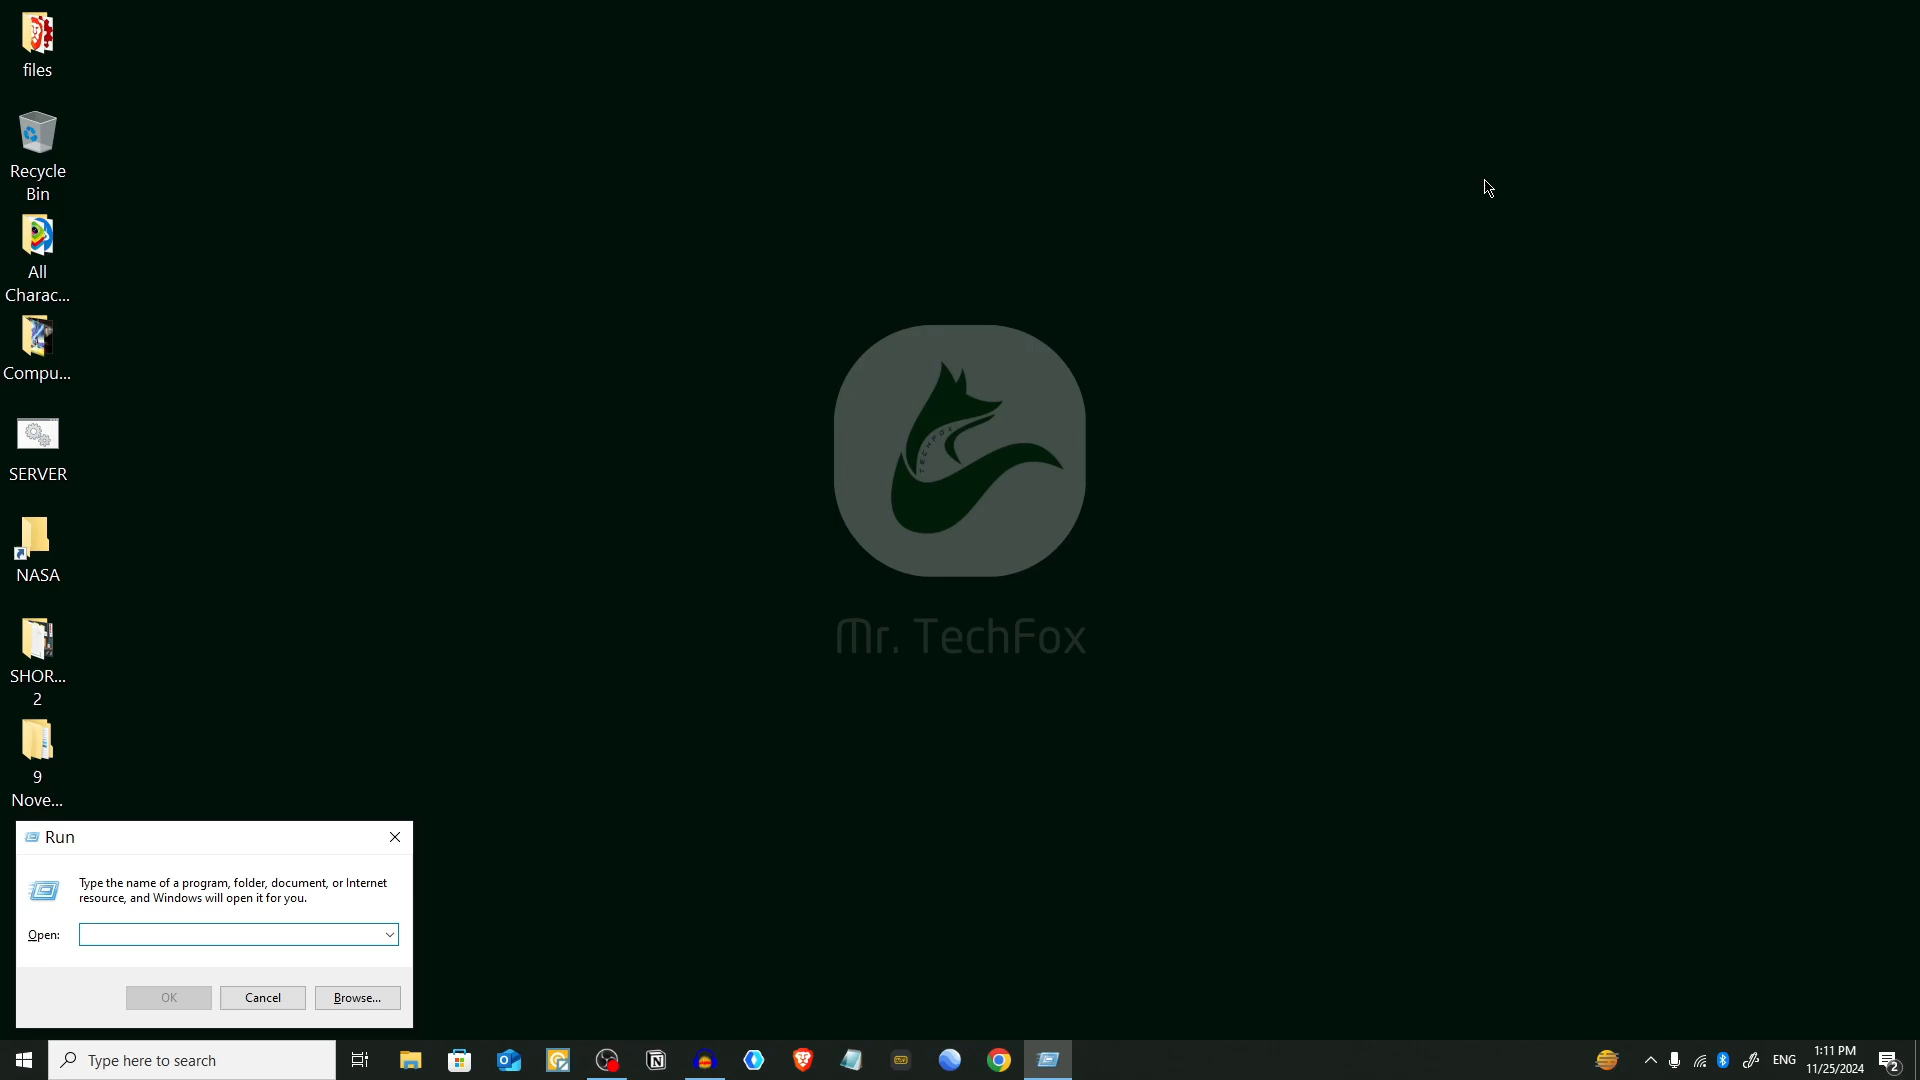 files
Recycle
Bin
All
Charac...
Compu...
SERVER
NASA
SHOR...
2
9
Nove...
TECHFOX
Mr. TechFox
Run
Type the name of a program, folder, document, or Internet
resource, and Windows will open it for you.
Open:
OK
Cancel
Browse...
Type here to search
ENG
1:11 PM
11/25/2024
2